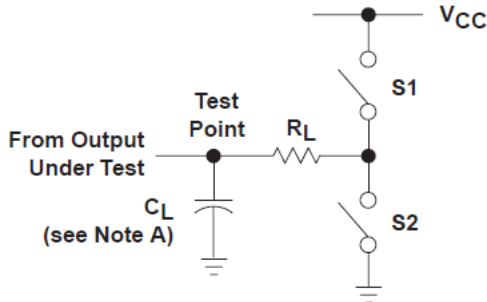 VCC
S1
Test
Point
RL
From Output
Under Test
CL
(see Note A)
S2